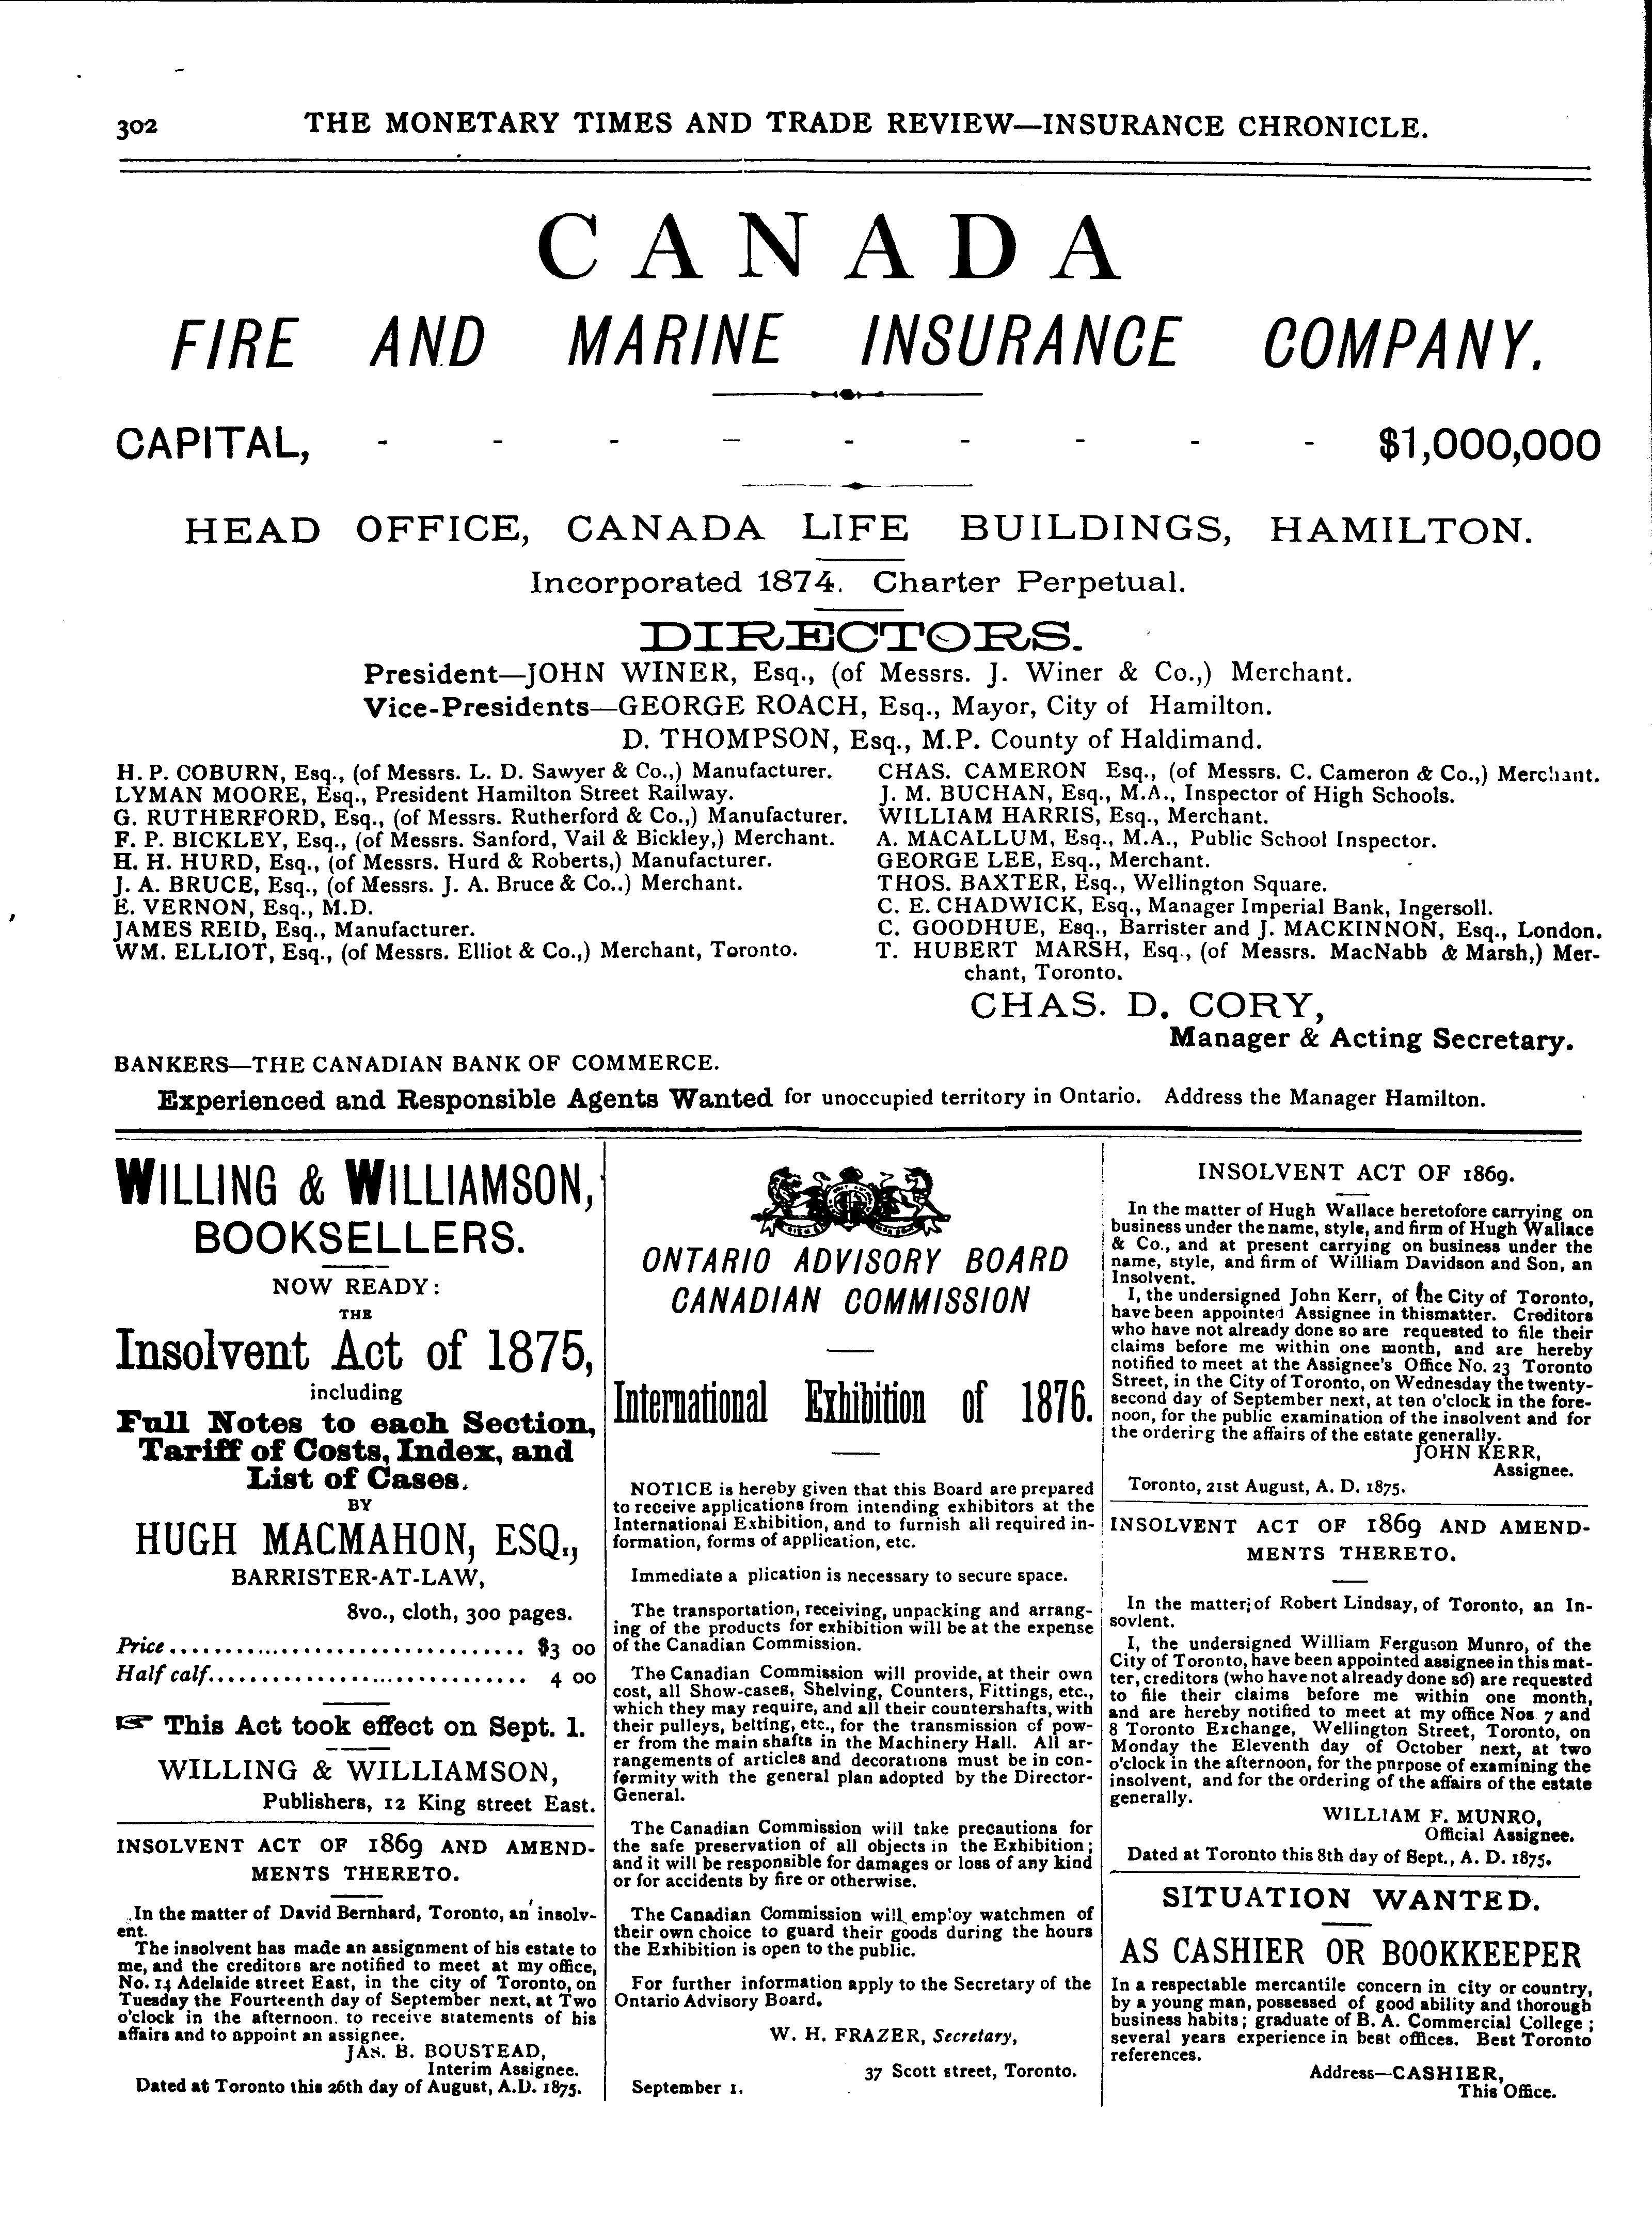 302 THE MONETARY TIMES AND TRADE REVIEW—INSURANCE CHRONICLE.
CANADA
FIRE AND MARINE INSURANCE COMPANY.
CAPITAL, - - - - - - - - - $1,000,000
HEAD OFFICE, CANADA LIFE BUILDINGS, HAMILTON.
Incorporated 1874. Charter Perpetual.
DIRECTORS.
President—JOHN WINER, Esq., (of Messrs. J. Winer & Co.,) Merchant.
Vice-Presidents—GEORGE ROACH, Esq., Mayor, City of Hamilton.
D. THOMPSON, Esq., M.P. County of Haldimand.
H. P. COBURN, Esq., (of Messrs. L. D. Sawyer & Co.,) Manufacturer.
LYMAN MOORE, Esq., President Hamilton Street Railway.
G. RUTHERFORD, Esq., (of Messrs. Rutherford & Co.,) Manufacturer.
F. P. BICKLEY, Esq., (of Messrs. Sanford, Vail & Bickley,) Merchant.
H. H. HURD, Esq., (of Messrs. Hurd & Roberts,) Manufacturer.
J. A. BRUCE, Esq., (of Messrs. J. A. Bruce & Co..) Merchant.
E. VERNON, Esq., M.D.
JAMES REID, Esq., Manufacturer.
WM. ELLIOT, Esq., (of Messrs. Elliot & Co.,) Merchant, Toronto.
CHAS. CAMERON Esq., (of Messrs. C. Cameron & Co.,) Merchant.
J. M. BUCHAN, Esq., M.A., Inspector of High Schools.
WILLIAM HARRIS, Esq., Merchant.
A. MACALLUM, Esq., M.A., Public School Inspector.
GEORGE LEE, Esq., Merchant.
THOS. BAXTER, Esq., Wellington Square.
C. E. CHADWICK, Esq., Manager Imperial Bank, Ingersoll.
C. GOODHUE, Esq., Barrister and J. MACKINNON, Esq., London.
T. HUBERT MARSH, Esq., (of Messrs. MacNabb & Marsh,) Mer-
chant, Toronto.
CHAS. D. CORY,
Manager & Acting Secretary.
BANKERS—THE CANADIAN BANK OF COMMERCE.
Experienced and Responsible Agents Wanted for unoccupied territory in Ontario. Address the Manager Hamilton.
WILLING & WILLIAMSON,
BOOKSELLERS.
NOW READY:
THE
Insolvent Act of 1875,
including
Full Notes to each Section,
Tariff of Costs, Index, and
List of Cases.
BY
HUGH MACMAHON, ESQ.,
BARRISTER-AT-LAW,
8vo., cloth, 300 pages.
Price................................ $3 00
Half calf............................. 4 00
☞ This Act took effect on Sept. 1.
WILLING & WILLIAMSON,
Publishers, 12 King street East.
INSOLVENT ACT OF 1869 AND AMEND-
MENTS THERETO.
In the matter of David Bernhard, Toronto, an insolv-
ent.
The insolvent has made an assignment of his estate to
me, and the creditors are notified to meet at my office,
No. 14 Adelaide street East, in the city of Toronto, on
Tuesday the Fourteenth day of September next, at Two
o'clock in the afternoon. to receive statements of his
affairs and to appoint an assignee.
JAS. B. BOUSTEAD,
Interim Assignee.
Dated at Toronto this 26th day of August, A.D. 1875.
ONTARIO ADVISORY BOARD
CANADIAN COMMISSION
International Exhibition of 1876.
NOTICE is hereby given that this Board are prepared
to receive applications from intending exhibitors at the
International Exhibition, and to furnish all required in-
formation, forms of application, etc.
Immediate a plication is necessary to secure space.
The transportation, receiving, unpacking and arrang-
ing of the products for exhibition will be at the expense
of the Canadian Commission.
The Canadian Commission will provide, at their own
cost, all Show-cases, Shelving, Counters, Fittings, etc.,
which they may require, and all their countershafts, with
their pulleys, belting, etc., for the transmission of pow-
er from the main shafts in the Machinery Hall. All ar-
rangements of articles and decorations must be in con-
formity with the general plan adopted by the Director-
General.
The Canadian Commission will take precautions for
the safe preservation of all objects in the Exhibition;
and it will be responsible for damages or loss of any kind
or for accidents by fire or otherwise.
The Canadian Commission will employ watchmen of
their own choice to guard their goods during the hours
the Exhibition is open to the public.
For further information apply to the Secretary of the
Ontario Advisory Board.
W. H. FRAZER, Secretary,
37 Scott street, Toronto.
September 1.
INSOLVENT ACT OF 1869.
In the matter of Hugh Wallace heretofore carrying on
business under the name, style, and firm of Hugh Wallace
& Co., and at present carrying on business under the
name, style, and firm of William Davidson and Son, an
Insolvent.
I, the undersigned John Kerr, of the City of Toronto,
have been appointed Assignee in thismatter. Creditors
who have not already done so are requested to file their
claims before me within one month, and are hereby
notified to meet at the Assignee's Office No. 23 Toronto
Street, in the City of Toronto, on Wednesday the twenty-
second day of September next, at ten o'clock in the fore-
noon, for the public examination of the insolvent and for
the orderirg the affairs of the estate generally.
JOHN KERR,
Assignee.
Toronto, 21st August, A. D. 1875.
INSOLVENT ACT OF 1869 AND AMEND-
MENTS THERETO.
In the matter; of Robert Lindsay, of Toronto, an In-
sovlent.
I, the undersigned William Ferguson Munro, of the
City of Toronto, have been appointed assignee in this mat-
ter, creditors (who have not already done so) are requested
to file their claims before me within one month,
and are hereby notified to meet at my office Nos 7 and
8 Toronto Exchange, Wellington Street, Toronto, on
Monday the Eleventh day of October next, at two
o'clock in the afternoon, for the pnrpose of examining the
insolvent, and for the ordering of the affairs of the estate
generally.
WILLIAM F. MUNRO,
Official Assignee.
Dated at Toronto this 8th day of Sept., A. D. 1875.
SITUATION WANTED.
AS CASHIER OR BOOKKEEPER
In a respectable mercantile concern in city or country,
by a young man, possessed of good ability and thorough
business habits; graduate of B. A. Commercial College;
several years experience in best offices. Best Toronto
references.
Address—CASHIER,
This Office.